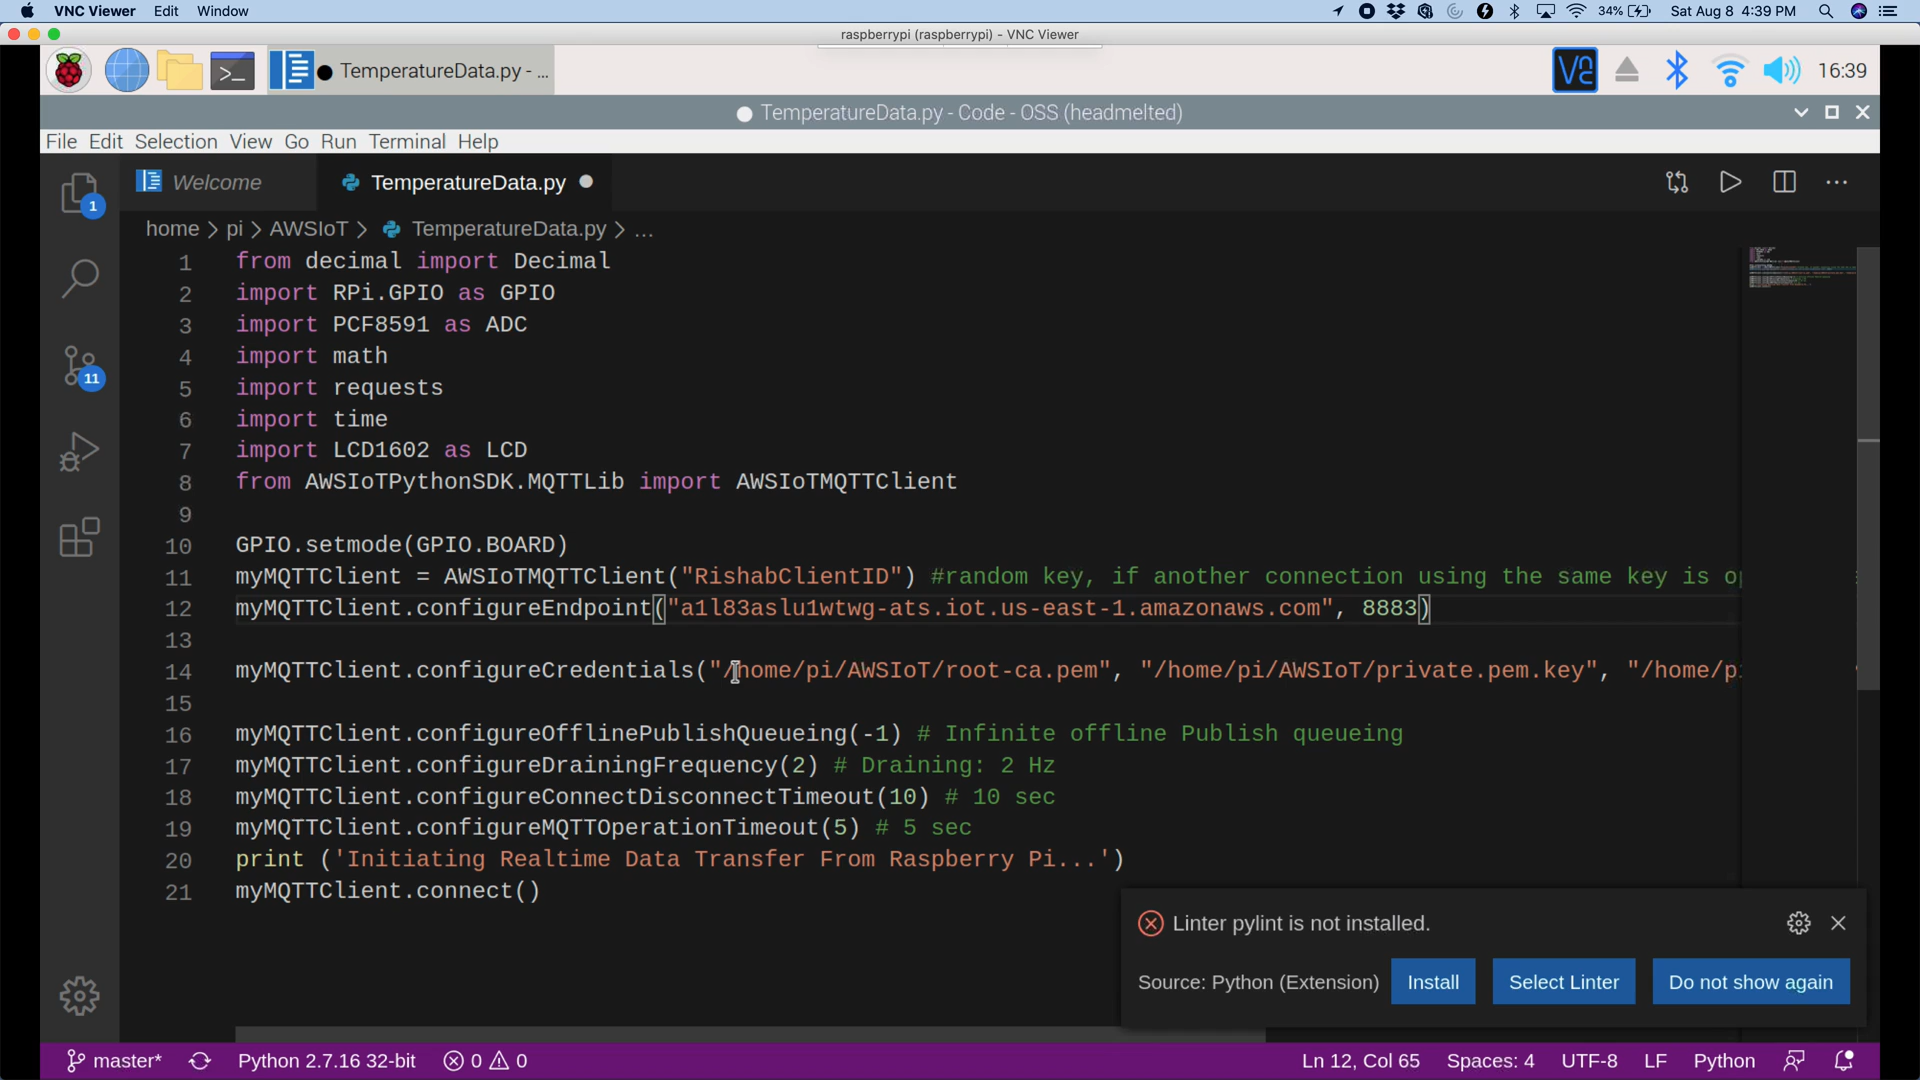 VNC Viewer Edit Window 34% Sat Aug 8 4:39 PM
raspberrypi (raspberrypi) - VNC Viewer
TemperatureData.py - ... 16:39
TemperatureData.py - Code - OSS (headmelted)
File Edit Selection View Go Run Terminal Help
Welcome TemperatureData.py
home > pi > AWSIoT > TemperatureData.py > ...
1 from decimal import Decimal
2 import RPi.GPIO as GPIO
3 import PCF8591 as ADC
4 import math
5 import requests
6 import time
7 import LCD1602 as LCD
8 from AWSIoTPythonSDK.MQTTLib import AWSIoTMQTTClient
9
10 GPIO.setmode(GPIO.BOARD)
11 myMQTTClient = AWSIoTMQTTClient("RishabClientID") #random key, if another connection using the same key is op
12 myMQTTClient.configureEndpoint("a1l83aslu1wtwg-ats.iot.us-east-1.amazonaws.com", 8883)
13
14 myMQTTClient.configureCredentials("/home/pi/AWSIoT/root-ca.pem", "/home/pi/AWSIoT/private.pem.key", "/home/pi
15
16 myMQTTClient.configureOfflinePublishQueueing(-1) # Infinite offline Publish queueing
17 myMQTTClient.configureDrainingFrequency(2) # Draining: 2 Hz
18 myMQTTClient.configureConnectDisconnectTimeout(10) # 10 sec
19 myMQTTClient.configureMQTTOperationTimeout(5) # 5 sec
20 print ('Initiating Realtime Data Transfer From Raspberry Pi...')
21 myMQTTClient.connect()
1
11
Linter pylint is not installed.
Source: Python (Extension) Install Select Linter Do not show again
master* Python 2.7.16 32-bit 0 0 Ln 12, Col 65 Spaces: 4 UTF-8 LF Python